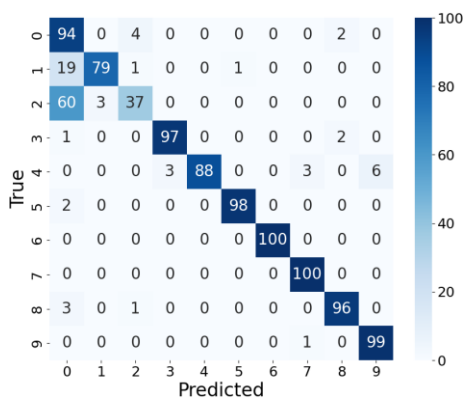 0 94 0 4 0 0 0 0 0 2 0
1 19 79 1 0 0 1 0 0 0 0
2 60 3 37 0 0 0 0 0 0 0
3 1 0 0 97 0 0 0 0 2 0
4 0 0 0 3 88 0 0 3 0 6
5 2 0 0 0 0 98 0 0 0 0
6 0 0 0 0 0 0 100 0 0 0
7 0 0 0 0 0 0 0 100 0 0
8 3 0 1 0 0 0 0 0 96 0
9 0 0 0 0 0 0 0 1 0 99
0 1 2 3 4 5 6 7 8 9
Predicted
True
100
80
60
40
20
0